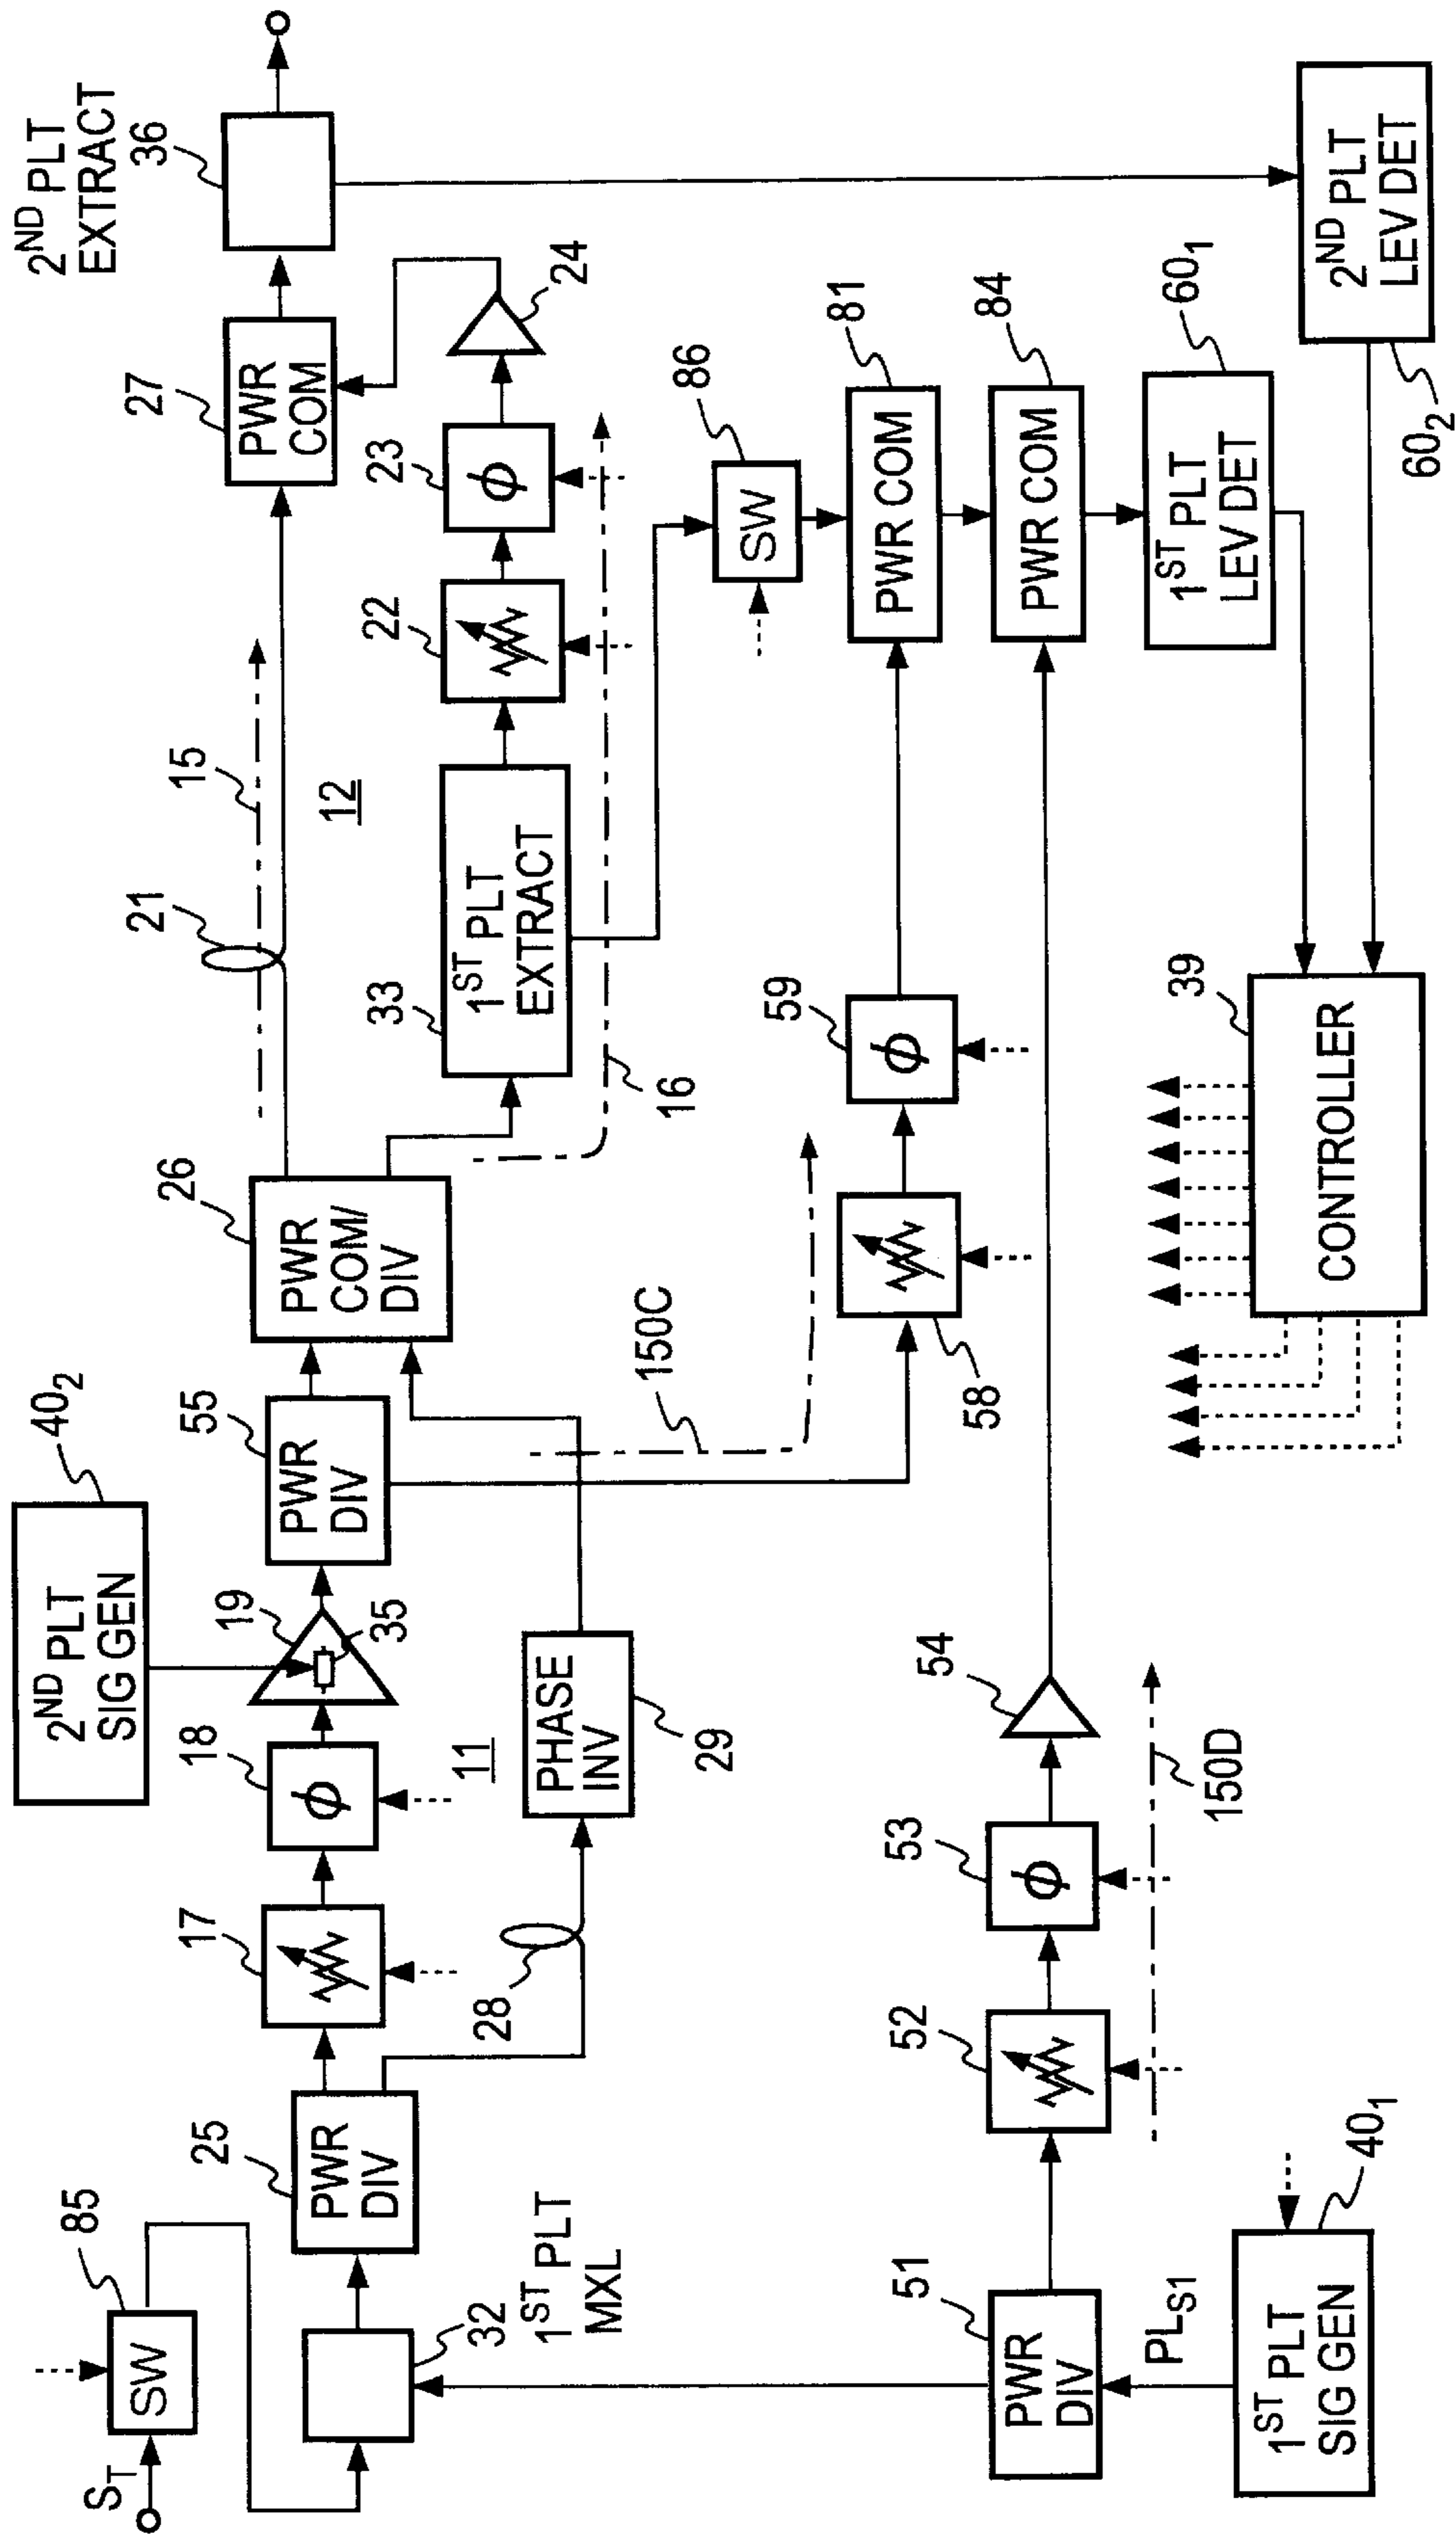 S_T
SW
85
32
1ST PLT
MXL
25
PWR
DIV
17
18
11
28
PHASE
INV
29
2ND PLT
SIG GEN
40₂
19
35
55
PWR
DIV
26
PWR
COM/
DIV
15
21
12
33
1ST PLT
EXTRACT
16
22
23
ϕ
24
27
PWR
COM
36
2ND PLT
EXTRACT
ϕ
150C
58
59
ϕ
86
SW
81
PWR COM
84
PWR COM
60₁
1ST PLT
LEV DET
2ND PLT
LEV DET
60₂
39
CONTROLLER
51
PWR
DIV
PL_S1
1ST PLT
SIG GEN
40₁
52
53
ϕ
54
150D